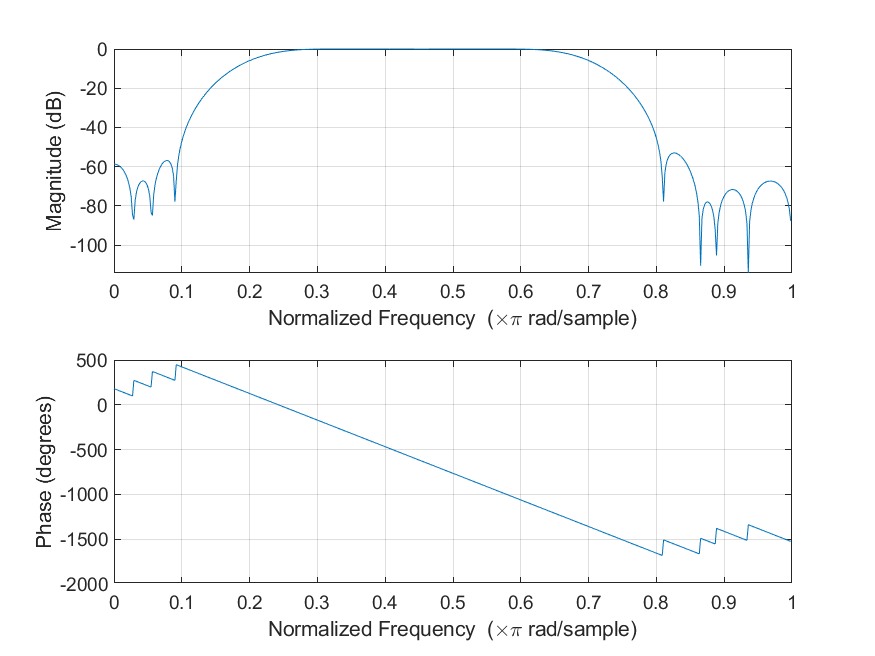 0
-20
-40
-60
-80
-100
Magnitude (dB)
0 0.1 0.2 0.3 0.4 0.5 0.6 0.7 0.8 0.9 1
Normalized Frequency (×π rad/sample)
500
0
-500
-1000
-1500
-2000
Phase (degrees)
0 0.1 0.2 0.3 0.4 0.5 0.6 0.7 0.8 0.9 1
Normalized Frequency (×π rad/sample)